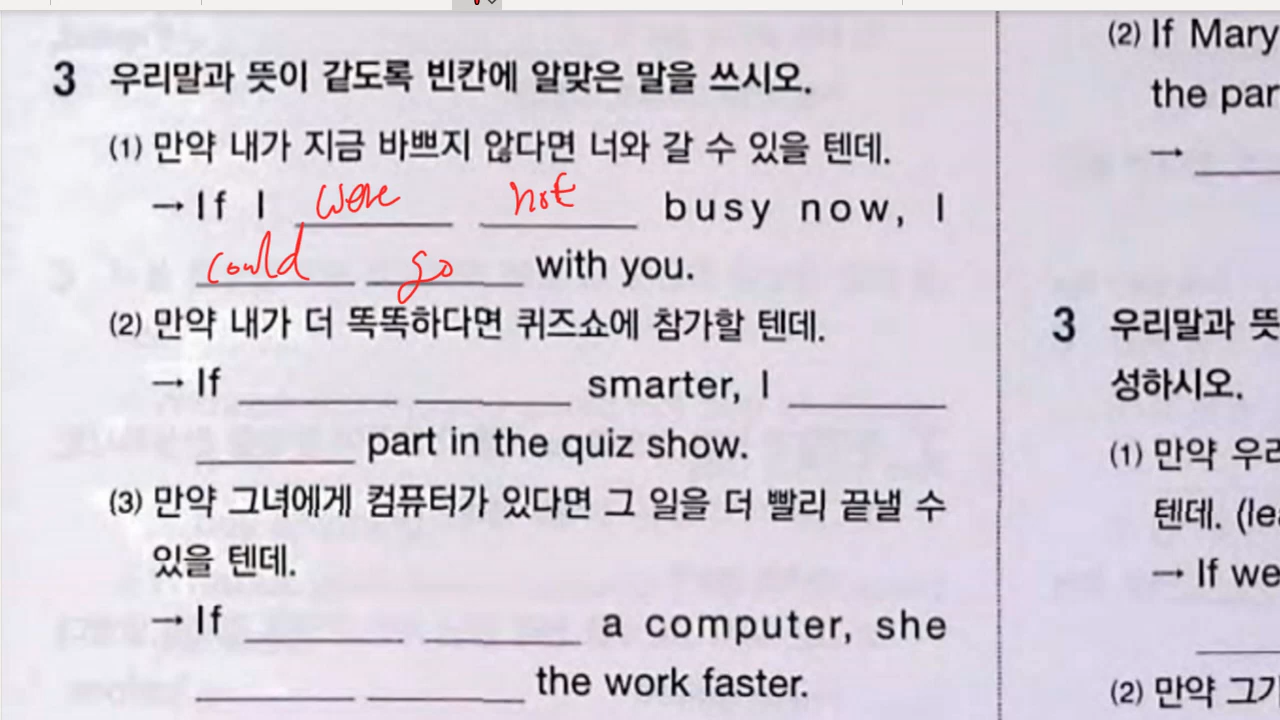 3 우리말과 뜻이 같도록 빈칸에 알맞은 말을 쓰시오.
(1) 만약 내가 지금 바쁘지 않다면 너와 갈 수 있을 텐데.
→ If I were not busy now, I
could go with you.
(2) 만약 내가 더 똑똑하다면 퀴즈쇼에 참가할 텐데.
→ If smarter, I
part in the quiz show.
(3) 만약 그녀에게 컴퓨터가 있다면 그 일을 더 빨리 끝낼 수
있을 텐데.
→ If a computer, she
the work faster.
(2) If Mary
the par
→
3 우리말과 뜻
성하시오.
(1) 만약 우리
텐데. (lea
→ If we
(2) 만약 그가